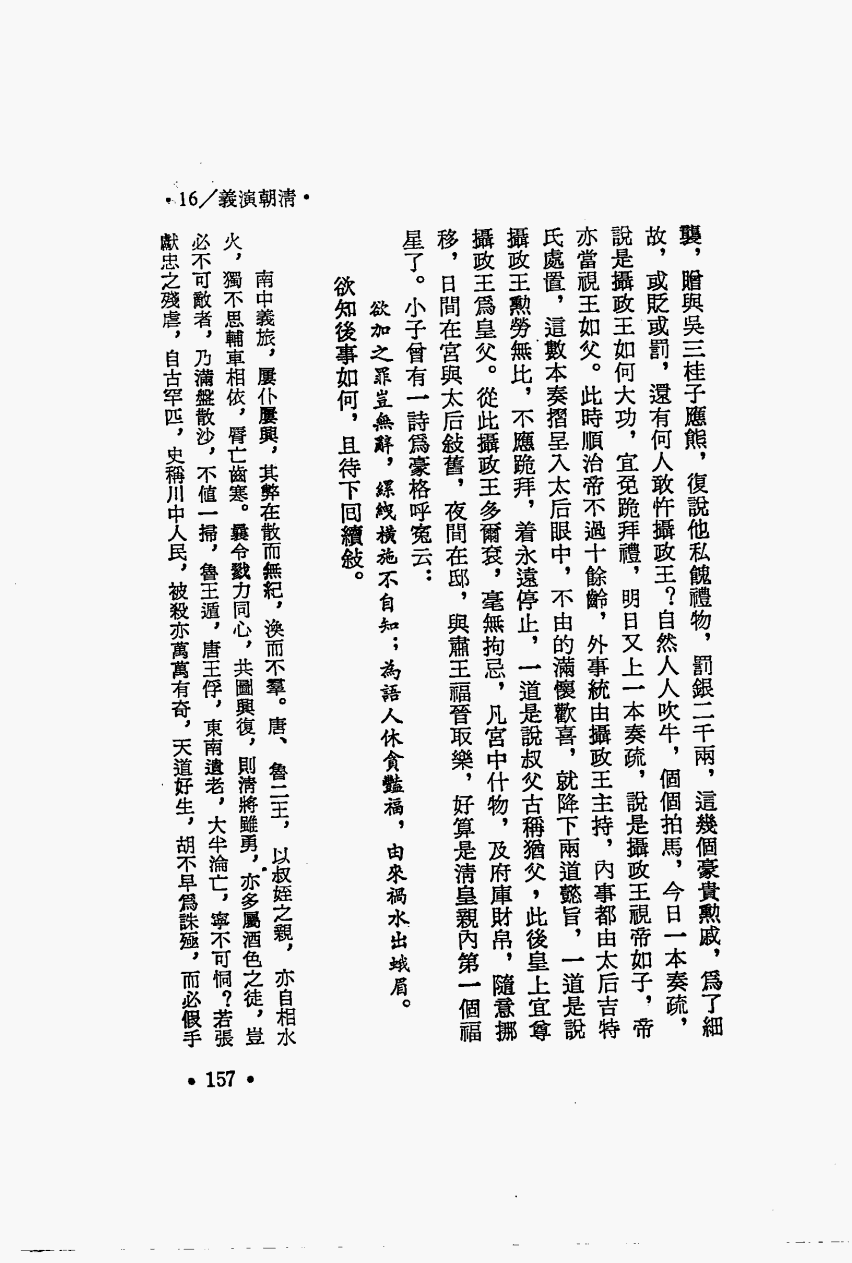 •16／義演朝清•
襲，贈與吳三桂子應熊，復說他私餽禮物，罰銀二千兩，這幾個豪貴勳戚，爲了細
故，或貶或罰，還有何人敢忤攝政王？自然人人吹牛，個個拍馬，今日一本奏疏，
說是攝政王如何大功，宜免跪拜禮，明日又上一本奏疏，說是攝政王視帝如子，帝
亦當視王如父。此時順治帝不過十餘齡，外事統由攝政王主持，內事都由太后吉特
氏處置，這數本奏摺呈入太后眼中，不由的滿懷歡喜，就降下兩道懿旨，一道是說
攝政王勳勞無比，不應跪拜，着永遠停止，一道是說叔父古稱猶父，此後皇上宜尊
攝政王爲皇父。從此攝政王多爾袞，毫無拘忌，凡宮中什物，及府庫財帛，隨意挪
移，日間在宮與太后敍舊，夜間在邸，與肅王福晉取樂，好算是清皇親內第一個福
星了。小子曾有一詩爲豪格呼寃云：
欲加之罪豈無辭，縲絏橫施不自知；為語人休貪豔福，由來禍水出蛾眉。
欲知後事如何，且待下回續敍。
南中義旅，屢仆屢興，其弊在散而無紀，渙而不羣。唐、魯二王，以叔姪之親，亦自相水
火，獨不思輔車相依，脣亡齒寒。曩令戮力同心，共圖興復，則清將雖勇，亦多屬酒色之徒，豈
必不可敵者，乃滿盤散沙，不值一掃，魯王遁，唐王俘，東南遺老，大半淪亡，寧不可恫？若張
獻忠之殘虐，自古罕匹，史稱川中人民，被殺亦萬萬有奇，天道好生，胡不早爲誅殛，而必假手
•157•